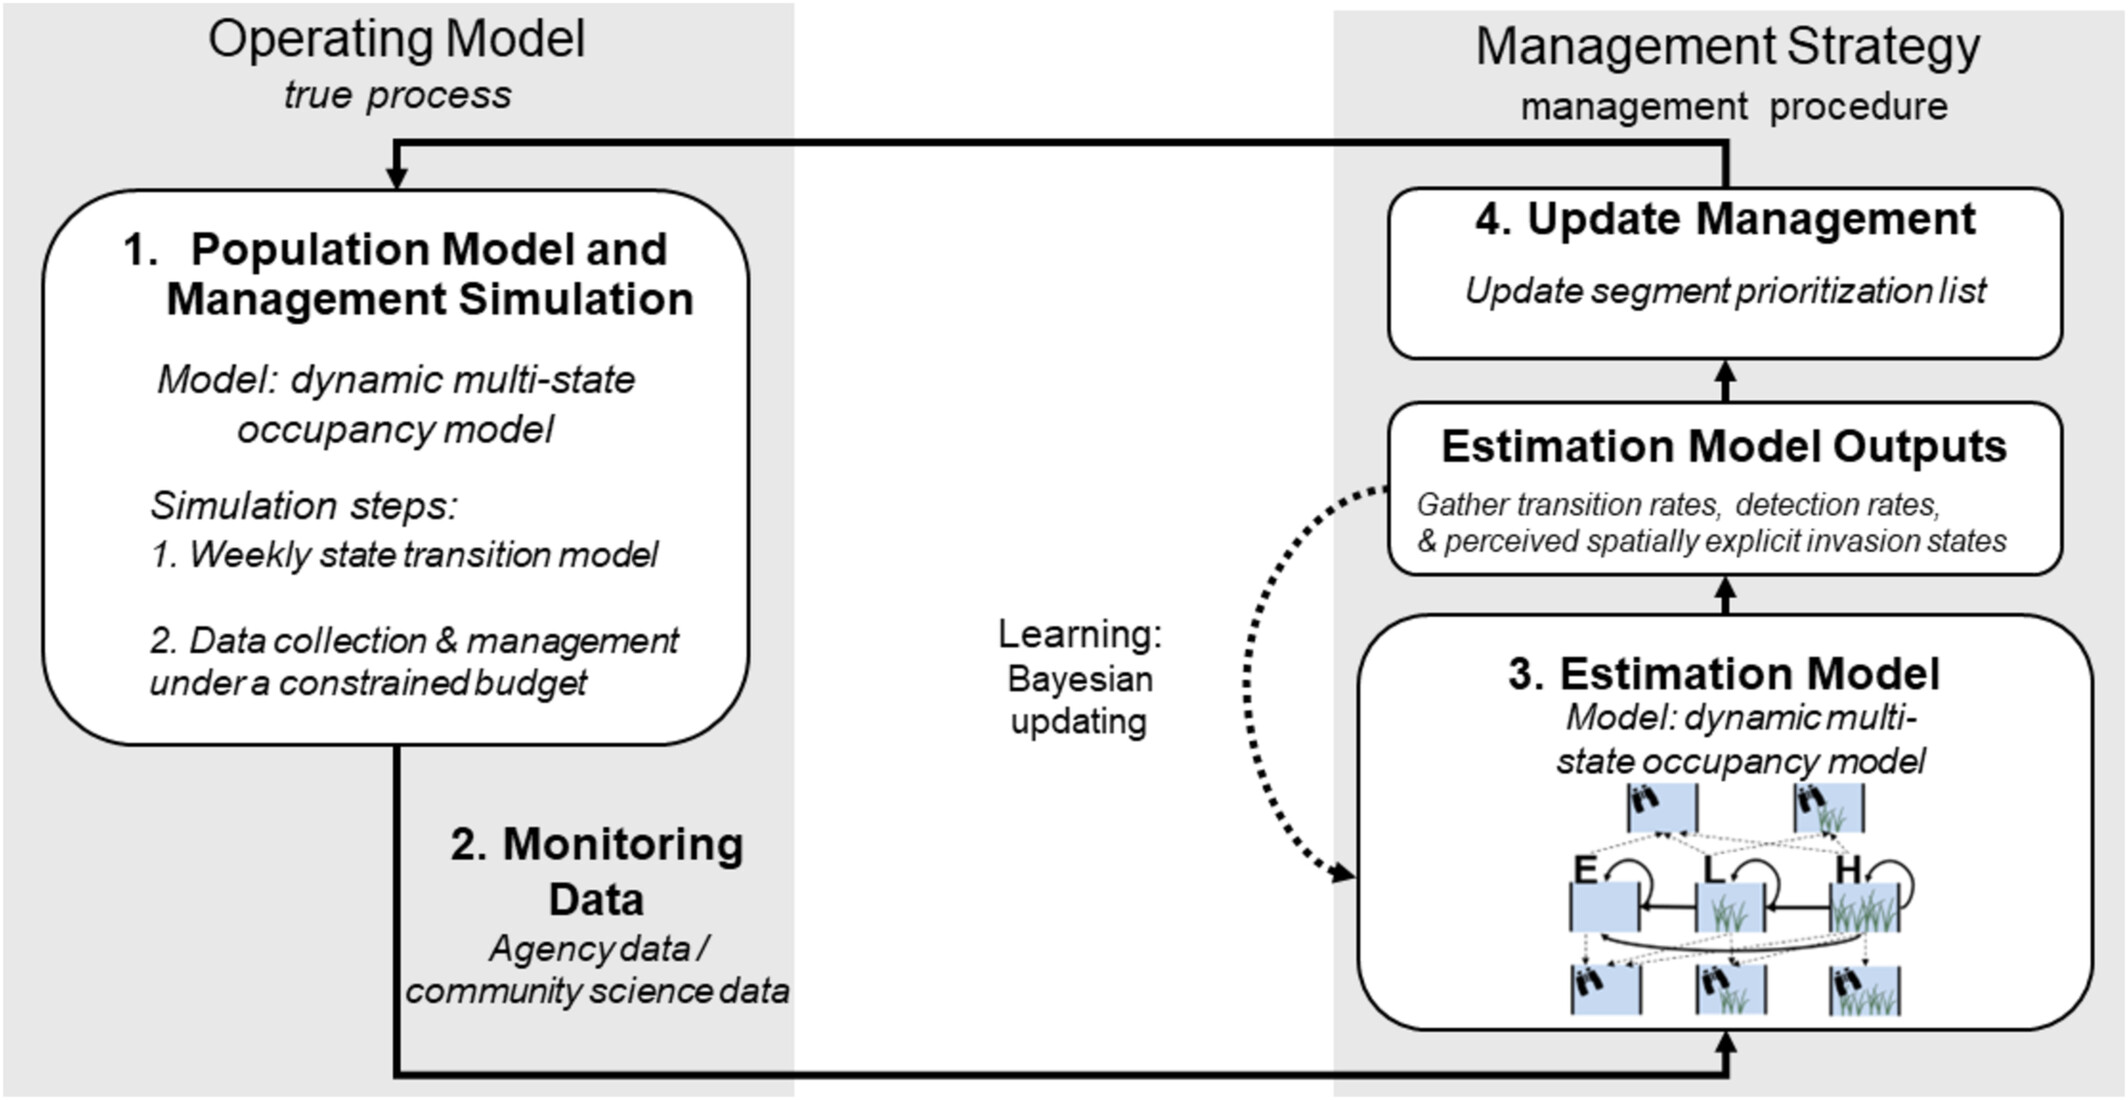 Operating Model
true process
1. Population Model and
Management Simulation
Model: dynamic multi-state
occupancy model
Simulation steps:
1. Weekly state transition model
2. Data collection & management
under a constrained budget
2. Monitoring
Data
Agency data /
community science data
Learning:
Bayesian
updating
Management Strategy
management procedure
4. Update Management
Update segment prioritization list
Estimation Model Outputs
Gather transition rates, detection rates,
& perceived spatially explicit invasion states
3. Estimation Model
Model: dynamic multi-
state occupancy model
E L H